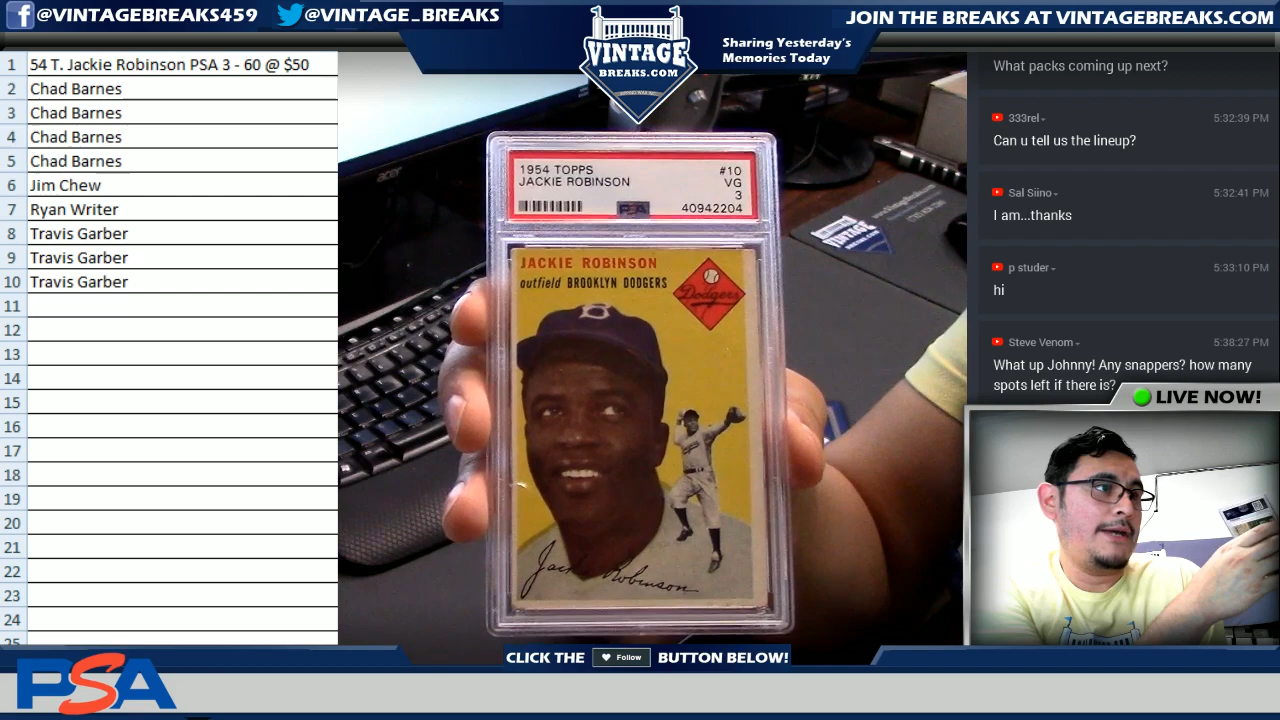 @VINTAGEBREAKS459
@VINTAGE_BREAKS
VINTAGE
BREAKS.COM
Sharing Yesterday's
Memories Today
JOIN THE BREAKS AT VINTAGEBREAKS.COM
1 54 T. Jackie Robinson PSA 3 - 60 @ $50
2 Chad Barnes
3 Chad Barnes
4 Chad Barnes
5 Chad Barnes
6 Jim Chew
7 Ryan Writer
8 Travis Garber
9 Travis Garber
10 Travis Garber
11
12
13
14
15
16
17
18
19
20
21
22
23
24
25
acer
1954 TOPPS #10
JACKIE ROBINSON VG
3
PSA 40942204
JACKIE ROBINSON
outfield BROOKLYN DODGERS
Dodgers
B
Jackie Robinson
VINTAGE
What packs coming up next?
333rel 5:32:39 PM
Can u tell us the lineup?
Sal Siino 5:32:41 PM
I am...thanks
p studer 5:33:10 PM
hi
Steve Venom 5:38:27 PM
What up Johnny! Any snappers? how many
spots left if there is?
LIVE NOW!
CLICK THE Follow BUTTON BELOW!
PSA